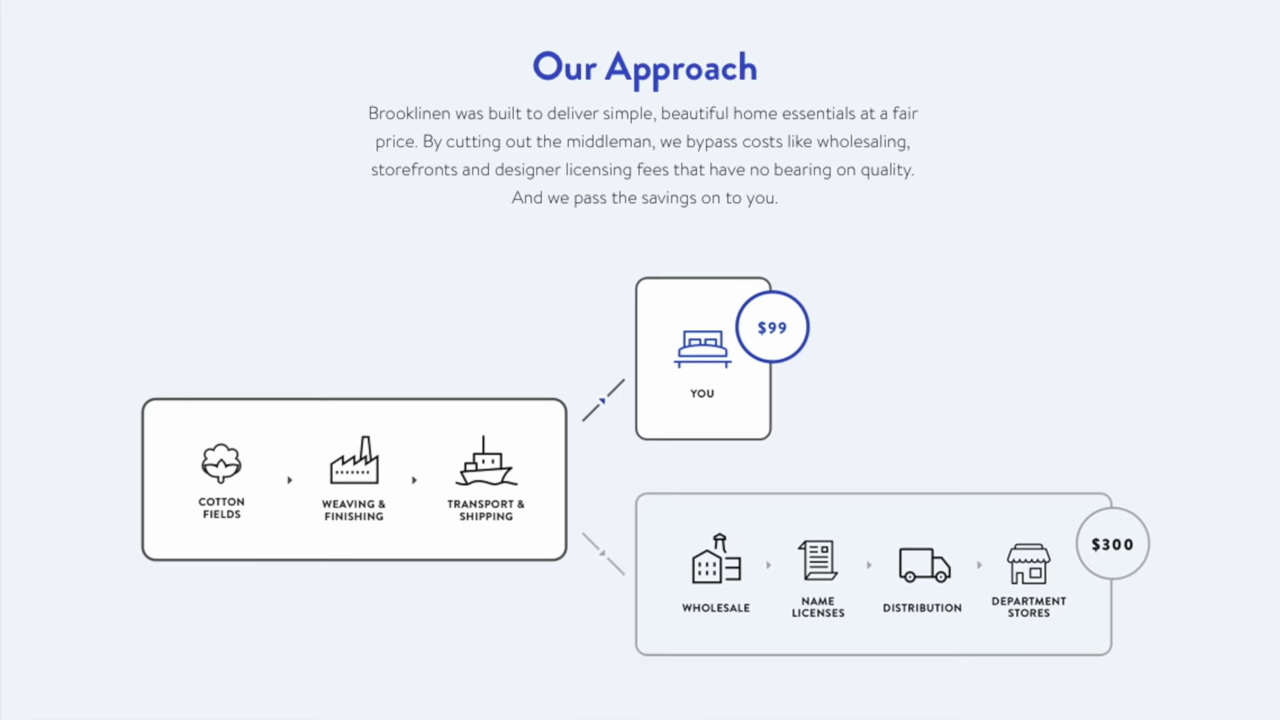 Our Approach
Brooklinen was built to deliver simple, beautiful home essentials at a fair
price. By cutting out the middleman, we bypass costs like wholesaling,
storefronts and designer licensing fees that have no bearing on quality.
And we pass the savings on to you.
$99
YOU
COTTON
FIELDS
WEAVING &
FINISHING
TRANSPORT &
SHIPPING
$300
WHOLESALE
NAME
LICENSES
DISTRIBUTION
DEPARTMENT
STORES